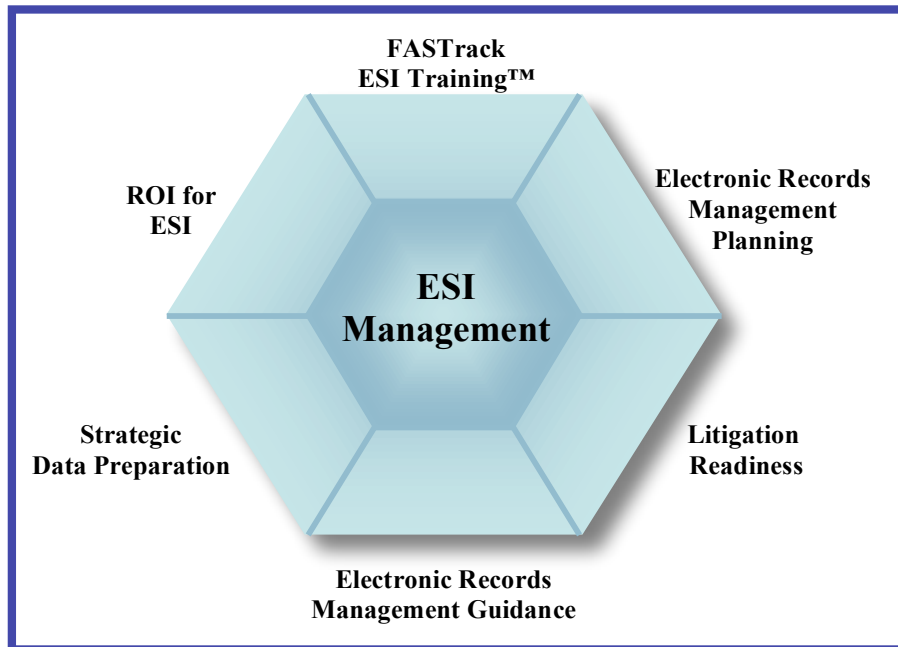 FASTrack
ESI Training™
ROI for
ESI
Electronic Records
Management
Planning
ESI
Management
Strategic
Data Preparation
Litigation
Readiness
Electronic Records
Management Guidance